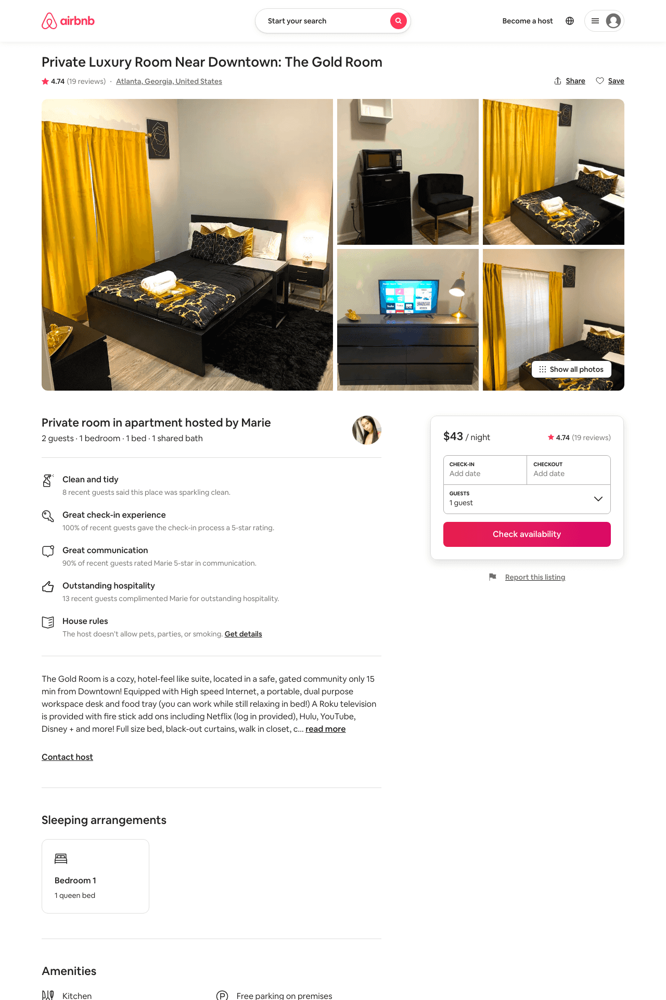 airbnb
Start your search
Become a host
Private Luxury Room Near Downtown: The Gold Room
4.74 (19 reviews) · Atlanta, Georgia, United States
Share
Save
hulu
Show all photos
Private room in apartment hosted by Marie
2 guests · 1 bedroom · 1 bed · 1 shared bath
$43 / night
4.74 (19 reviews)
CHECK-IN
Add date
CHECKOUT
Add date
GUESTS
1 guest
Check availability
Report this listing
Clean and tidy
8 recent guests said this place was sparkling clean.
Great check-in experience
100% of recent guests gave the check-in process a 5-star rating.
Great communication
90% of recent guests rated Marie 5-star in communication.
Outstanding hospitality
13 recent guests complimented Marie for outstanding hospitality.
House rules
The host doesn't allow pets, parties, or smoking. Get details
The Gold Room is a cozy, hotel-feel like suite, located in a safe, gated community only 15
min from Downtown! Equipped with High speed Internet, a portable, dual purpose
workspace desk and food tray (you can work while still relaxing in bed!) A Roku television
is provided with fire stick add ons including Netflix (log in provided), Hulu, YouTube,
Disney + and more! Full size bed, black-out curtains, walk in closet, c... read more
Contact host
Sleeping arrangements
Bedroom 1
1 queen bed
Amenities
Kitchen
Free parking on premises